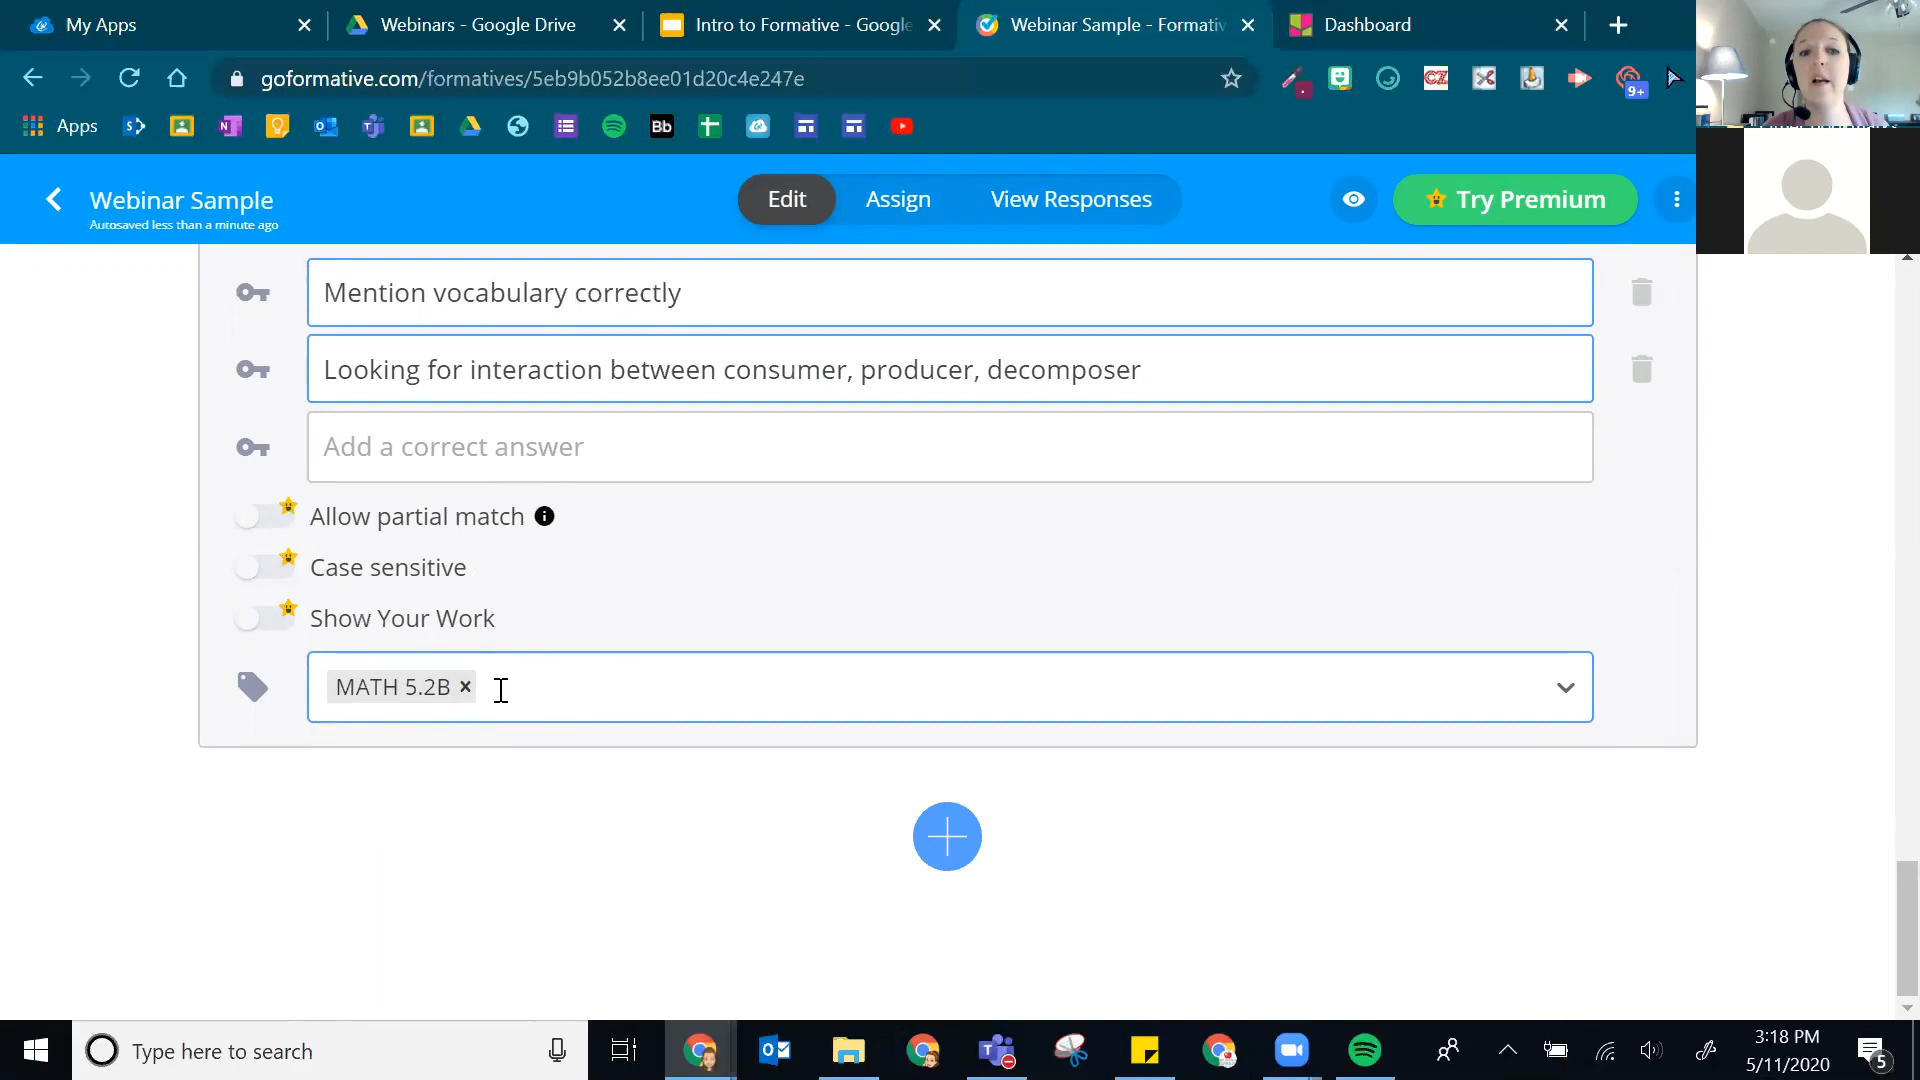 My Apps
Webinars - Google Drive
Intro to Formative - Google
Webinar Sample - Formativ
Dashboard
goformative.com/formatives/5eb9b052b8ee01d20c4e247e
CZ
9+
Apps
Bb
Webinar Sample
Autosaved less than a minute ago
Edit
Assign
View Responses
Try Premium
Mention vocabulary correctly
Looking for interaction between consumer, producer, decomposer
Add a correct answer
Allow partial match
Case sensitive
Show Your Work
MATH 5.2B ×
Type here to search
3:18 PM
5/11/2020
5